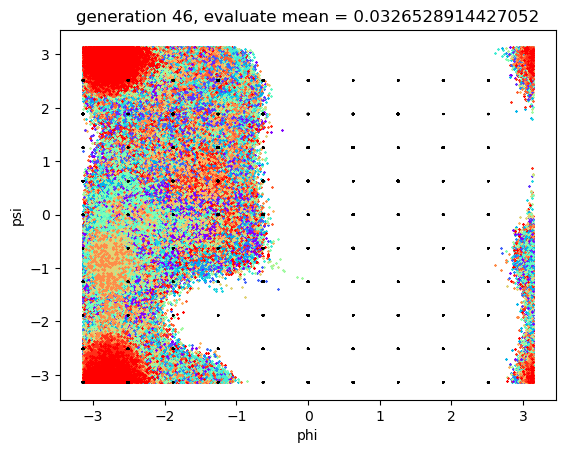 generation 46, evaluate mean = 0.0326528914427052
3
2
1
0
−1
−2
−3
psi
−3 −2 −1 0 1 2 3
phi